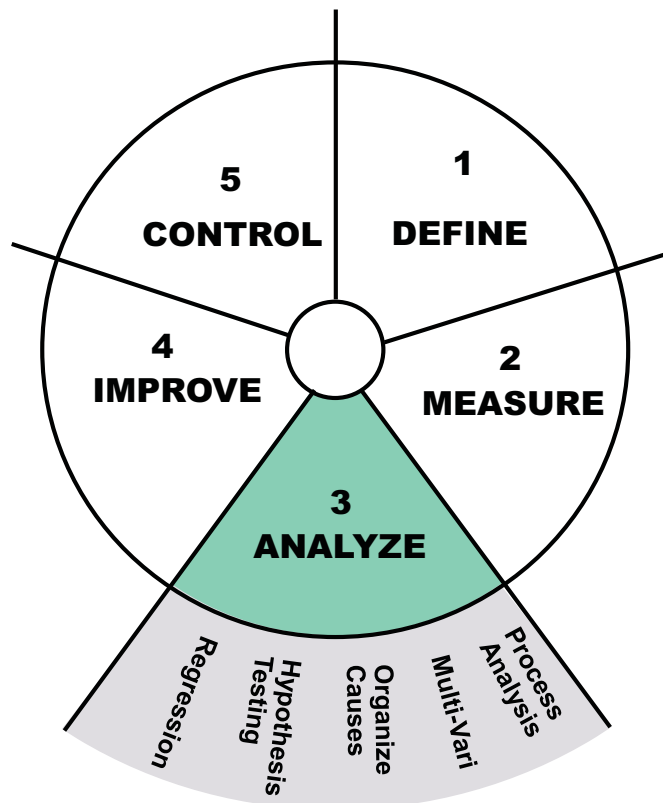 1
DEFINE
2
MEASURE
3
ANALYZE
4
IMPROVE
5
CONTROL
Process
Analysis
Multi-Vari
Organize
Causes
Hypothesis
Testing
Regression